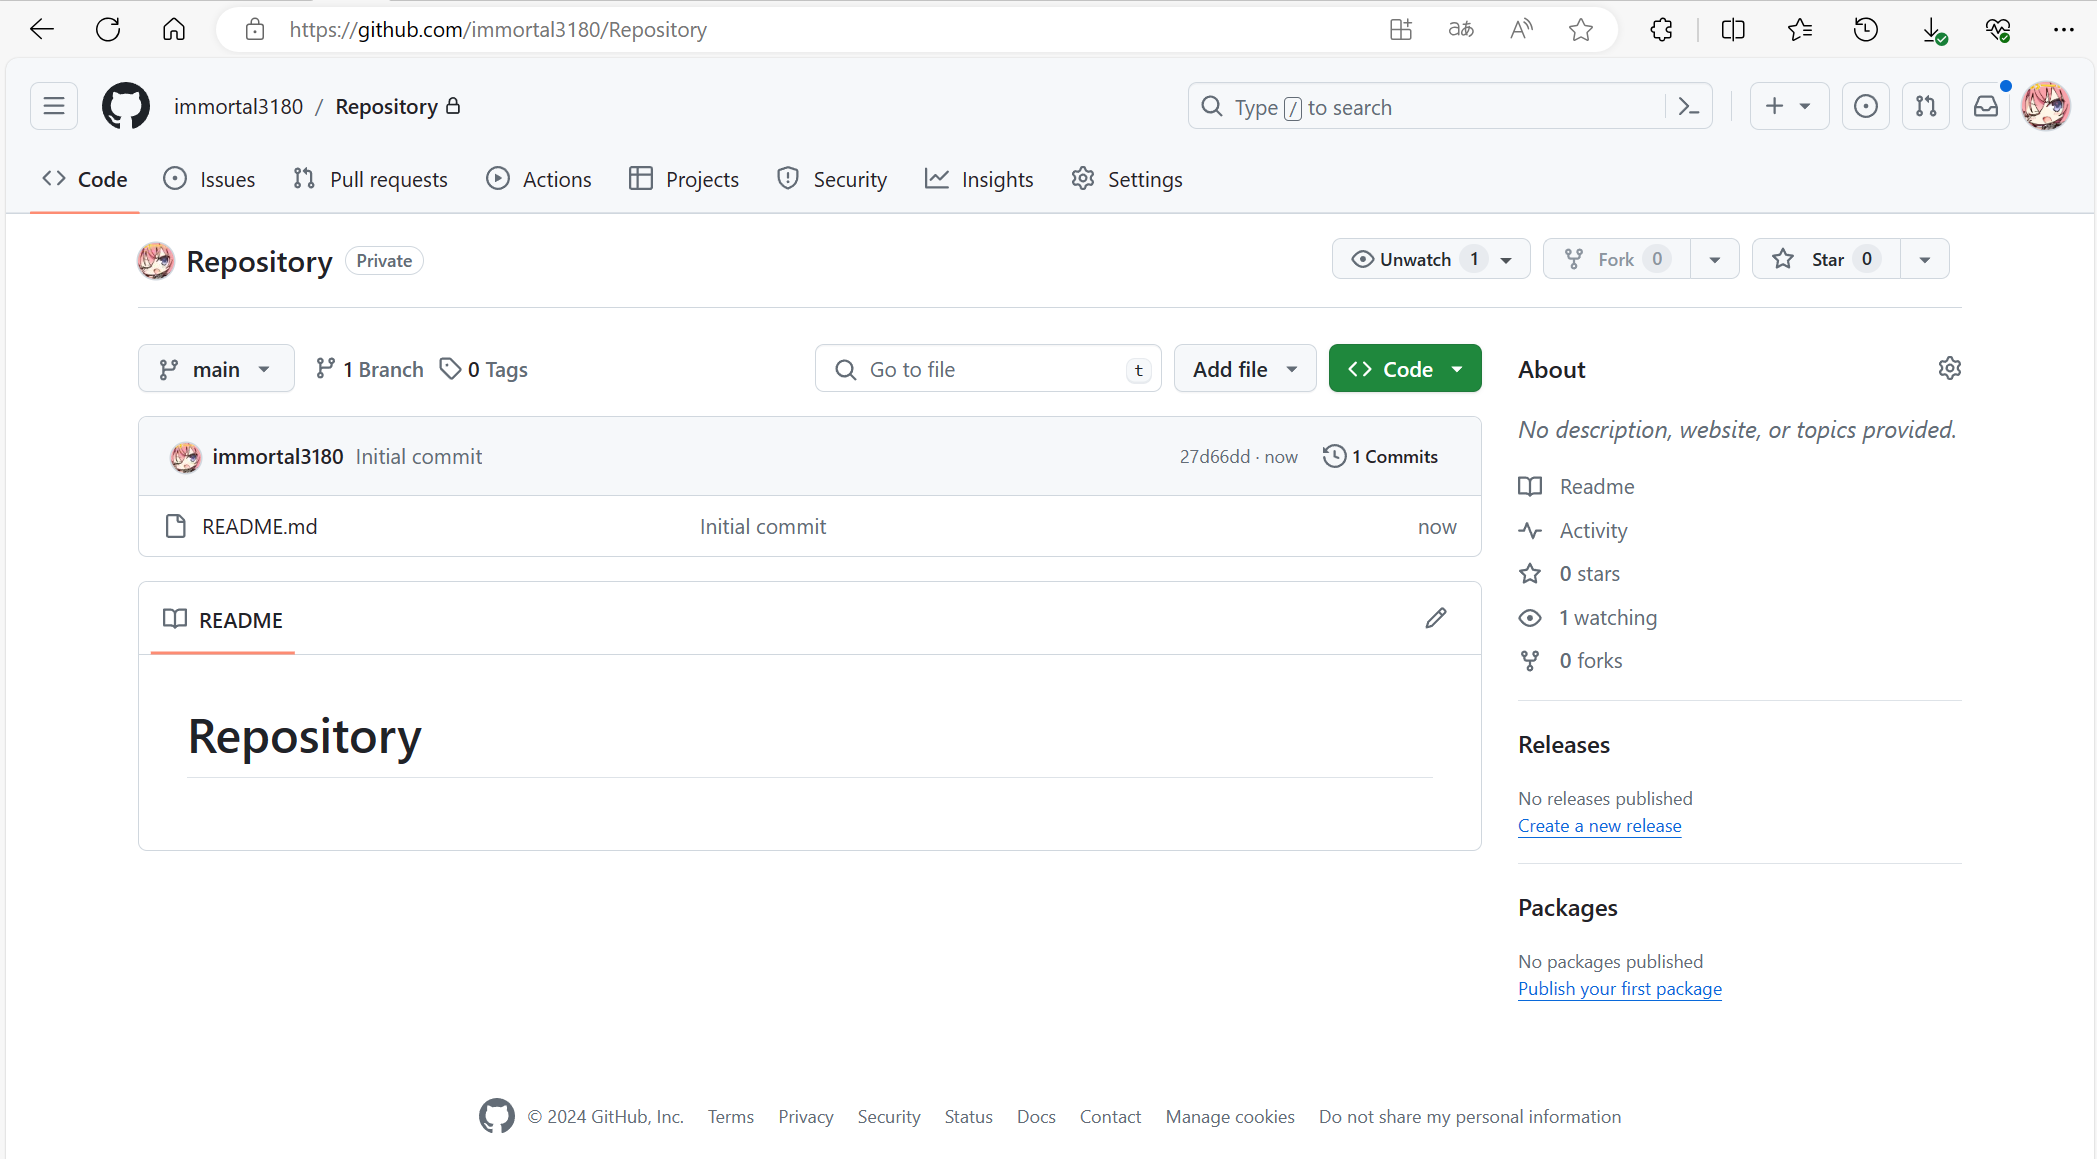 https://github.com/immortal3180/Repository
immortal3180 / Repository
Type / to search
Code Issues Pull requests Actions Projects Security Insights Settings
Repository Private
Unwatch 1 Fork 0 Star 0
main 1 Branch 0 Tags Go to file t Add file Code
immortal3180 Initial commit 27d66dd · now 1 Commits
README.md Initial commit now
README
Repository
About
No description, website, or topics provided.
Readme
Activity
0 stars
1 watching
0 forks
Releases
No releases published
Create a new release
Packages
No packages published
Publish your first package
© 2024 GitHub, Inc. Terms Privacy Security Status Docs Contact Manage cookies Do not share my personal information